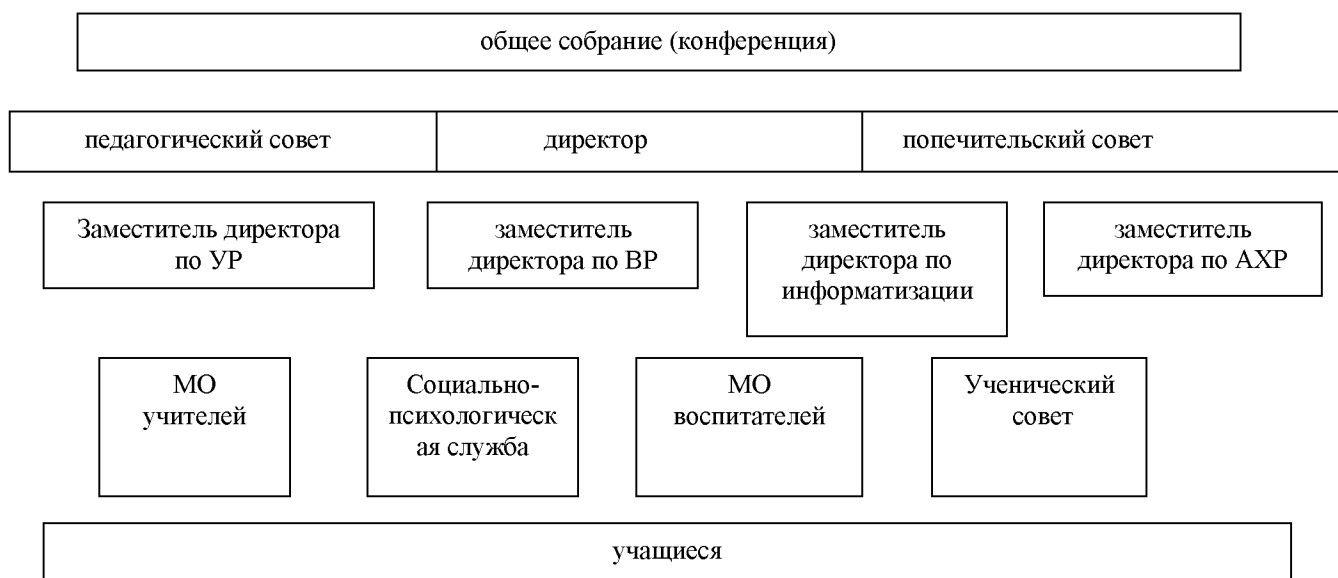 общее собрание (конференция)
педагогический совет
директор
попечительский совет
Заместитель директора
по УР
заместитель
директора по ВР
заместитель
директора по
информатизации
заместитель
директора по АХР
МО
учителей
Социально-
психологическ
ая служба
МО
воспитателей
Ученический
совет
учащиеся